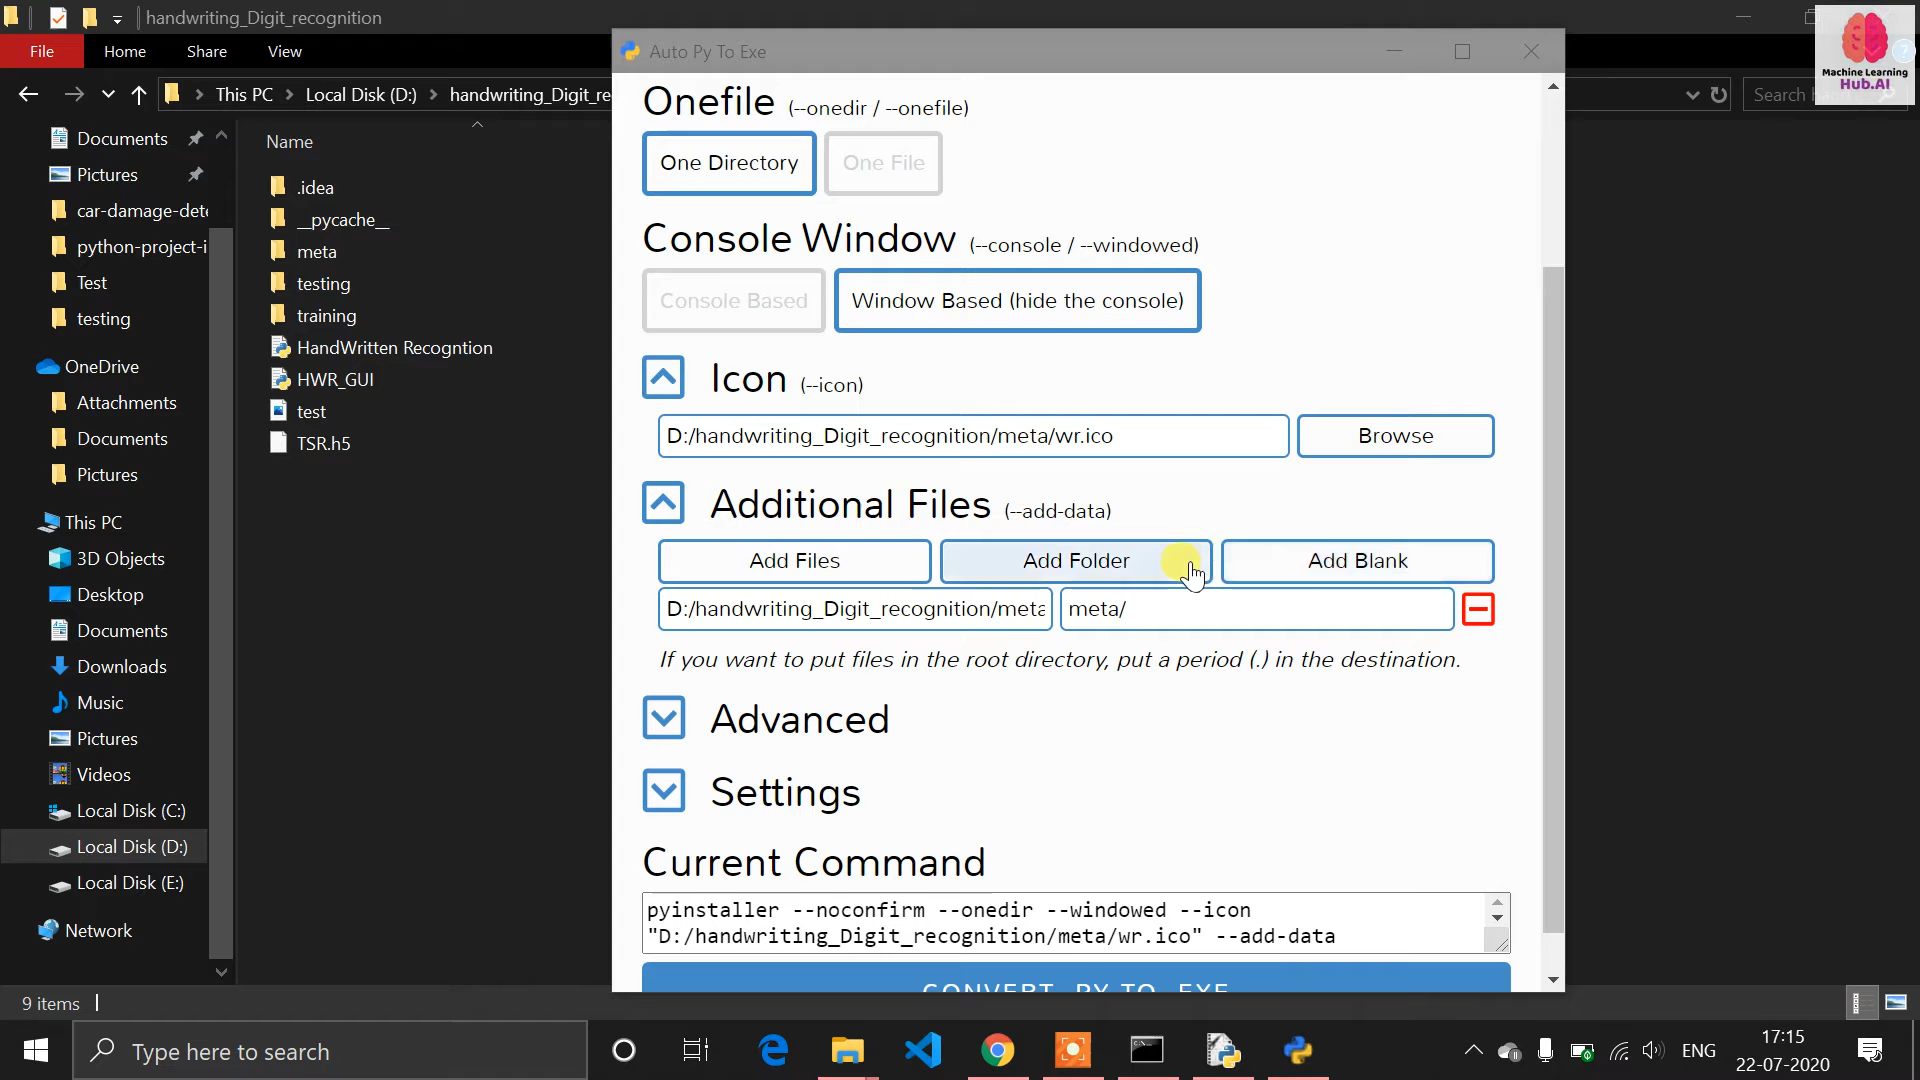 handwriting_Digit_recognition
File Home Share View
This PC Local Disk (D:) handwriting_Digit_re
Search
Machine Learning
Hub.AI
Documents
Pictures
car-damage-dete
python-project-i
Test
testing
OneDrive
Attachments
Documents
Pictures
This PC
3D Objects
Desktop
Documents
Downloads
Music
Pictures
Videos
Local Disk (C:)
Local Disk (D:)
Local Disk (E:)
Network
Name
.idea
__pycache__
meta
testing
training
HandWritten Recogntion
HWR_GUI
test
TSR.h5
Auto Py To Exe
Onefile (--onedir / --onefile)
One Directory One File
Console Window (--console / --windowed)
Console Based Window Based (hide the console)
Icon (--icon)
D:/handwriting_Digit_recognition/meta/wr.ico Browse
Additional Files (--add-data)
Add Files Add Folder Add Blank
D:/handwriting_Digit_recognition/meta meta/
If you want to put files in the root directory, put a period (.) in the destination.
Advanced
Settings
Current Command
pyinstaller --noconfirm --onedir --windowed --icon
"D:/handwriting_Digit_recognition/meta/wr.ico" --add-data
CONVERT .PY TO .EXE
9 items
Type here to search
ENG
17:15
22-07-2020